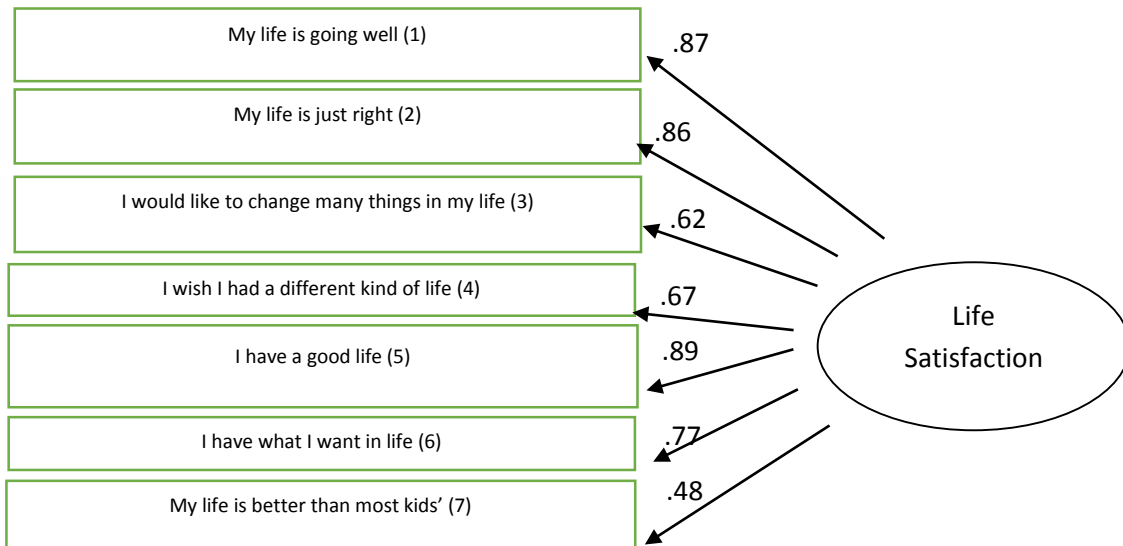 My life is going well (1)
.87
My life is just right (2)
.86
I would like to change many things in my life (3)
.62
I wish I had a different kind of life (4)
.67
I have a good life (5)
.89
I have what I want in life (6)
.77
My life is better than most kids’ (7)
.48
Life
Satisfaction